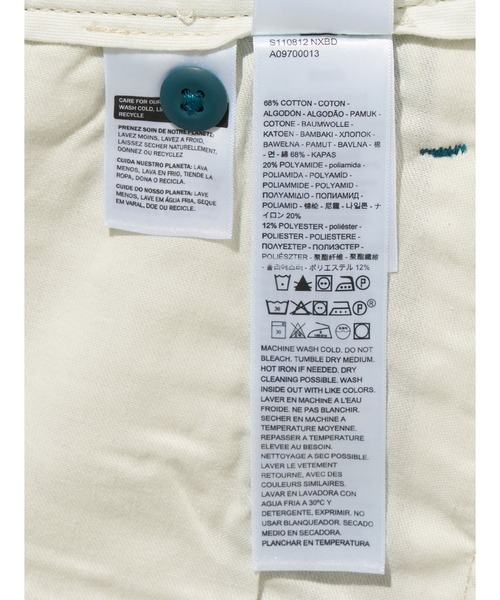 S110812 NXBD
A09700013
CARE FOR OUR
WASH COLD,
RECYCLE
PRENEZ SOIN DE NOTRE PLANÈTE:
LAVEZ MOINS, LAVEZ A FROID,
LAISSEZ SECHER NATURELLEMENT,
DONNEZ OU RECYCLEZ
CUIDA NUESTRO PLANETA: LAVA
MENOS, LAVA EN FRIO, TIENDE LA
ROPA, DONA O RECICLA.
CUIDE DO NOSSO PLANETA: LAVE
MENOS, LAVE EM ÁGUA FRIA, SEQUE
EM VARAL, DOE OU RECICLE.
68% COTTON - COTON -
ALGODÓN - ALGODÃO - PAMUK -
COTONE - BAUMWOLLE -
KATOEN - BAMBAKI - ХЛОПОК -
BAWEŁNA - PAMUT - BAVLNA - 棉
- 면 - 綿 68% - KAPAS
20% POLYAMIDE - poliamida -
POLIAMIDA - POLYAMÍD -
POLIAMMIDE - POLYAMID -
ΠΟΛΥΑΜΙΔΙΟ - ПОЛИАМИД -
POLYAMID - 锦纶 - 尼龍 - 나일론 - ナ
イロン 20%
12% POLYESTER - poliéster -
POLIESTER - POLIESTERE -
ΠΟΛΥΕΣΤΕΡ - ПОЛИЭСТЕР -
POLIÉSZTER - 聚酯纤维 - 聚酯纖維
- 폴리에스터 - ポリエステル 12%
MACHINE WASH COLD. DO NOT
BLEACH. TUMBLE DRY MEDIUM.
HOT IRON IF NEEDED. DRY
CLEANING POSSIBLE. WASH
INSIDE OUT WITH LIKE COLORS.
LAVER EN MACHINE A L'EAU
FROIDE. NE PAS BLANCHIR.
SECHER EN MACHINE A
TEMPERATURE MOYENNE.
REPASSER A TEMPERATURE
ELEVEE AU BESOIN.
NETTOYAGE A SEC POSSIBLE.
LAVER LE VETEMENT
RETOURNE, AVEC DES
COULEURS SIMILAIRES.
LAVAR EN LAVADORA CON
AGUA FRIA A 30ºC Y
DETERGENTE, EXPRIMIR. NO
USAR BLANQUEADOR. SECADO
MEDIO EN SECADORA.
PLANCHAR EN TEMPERATURA